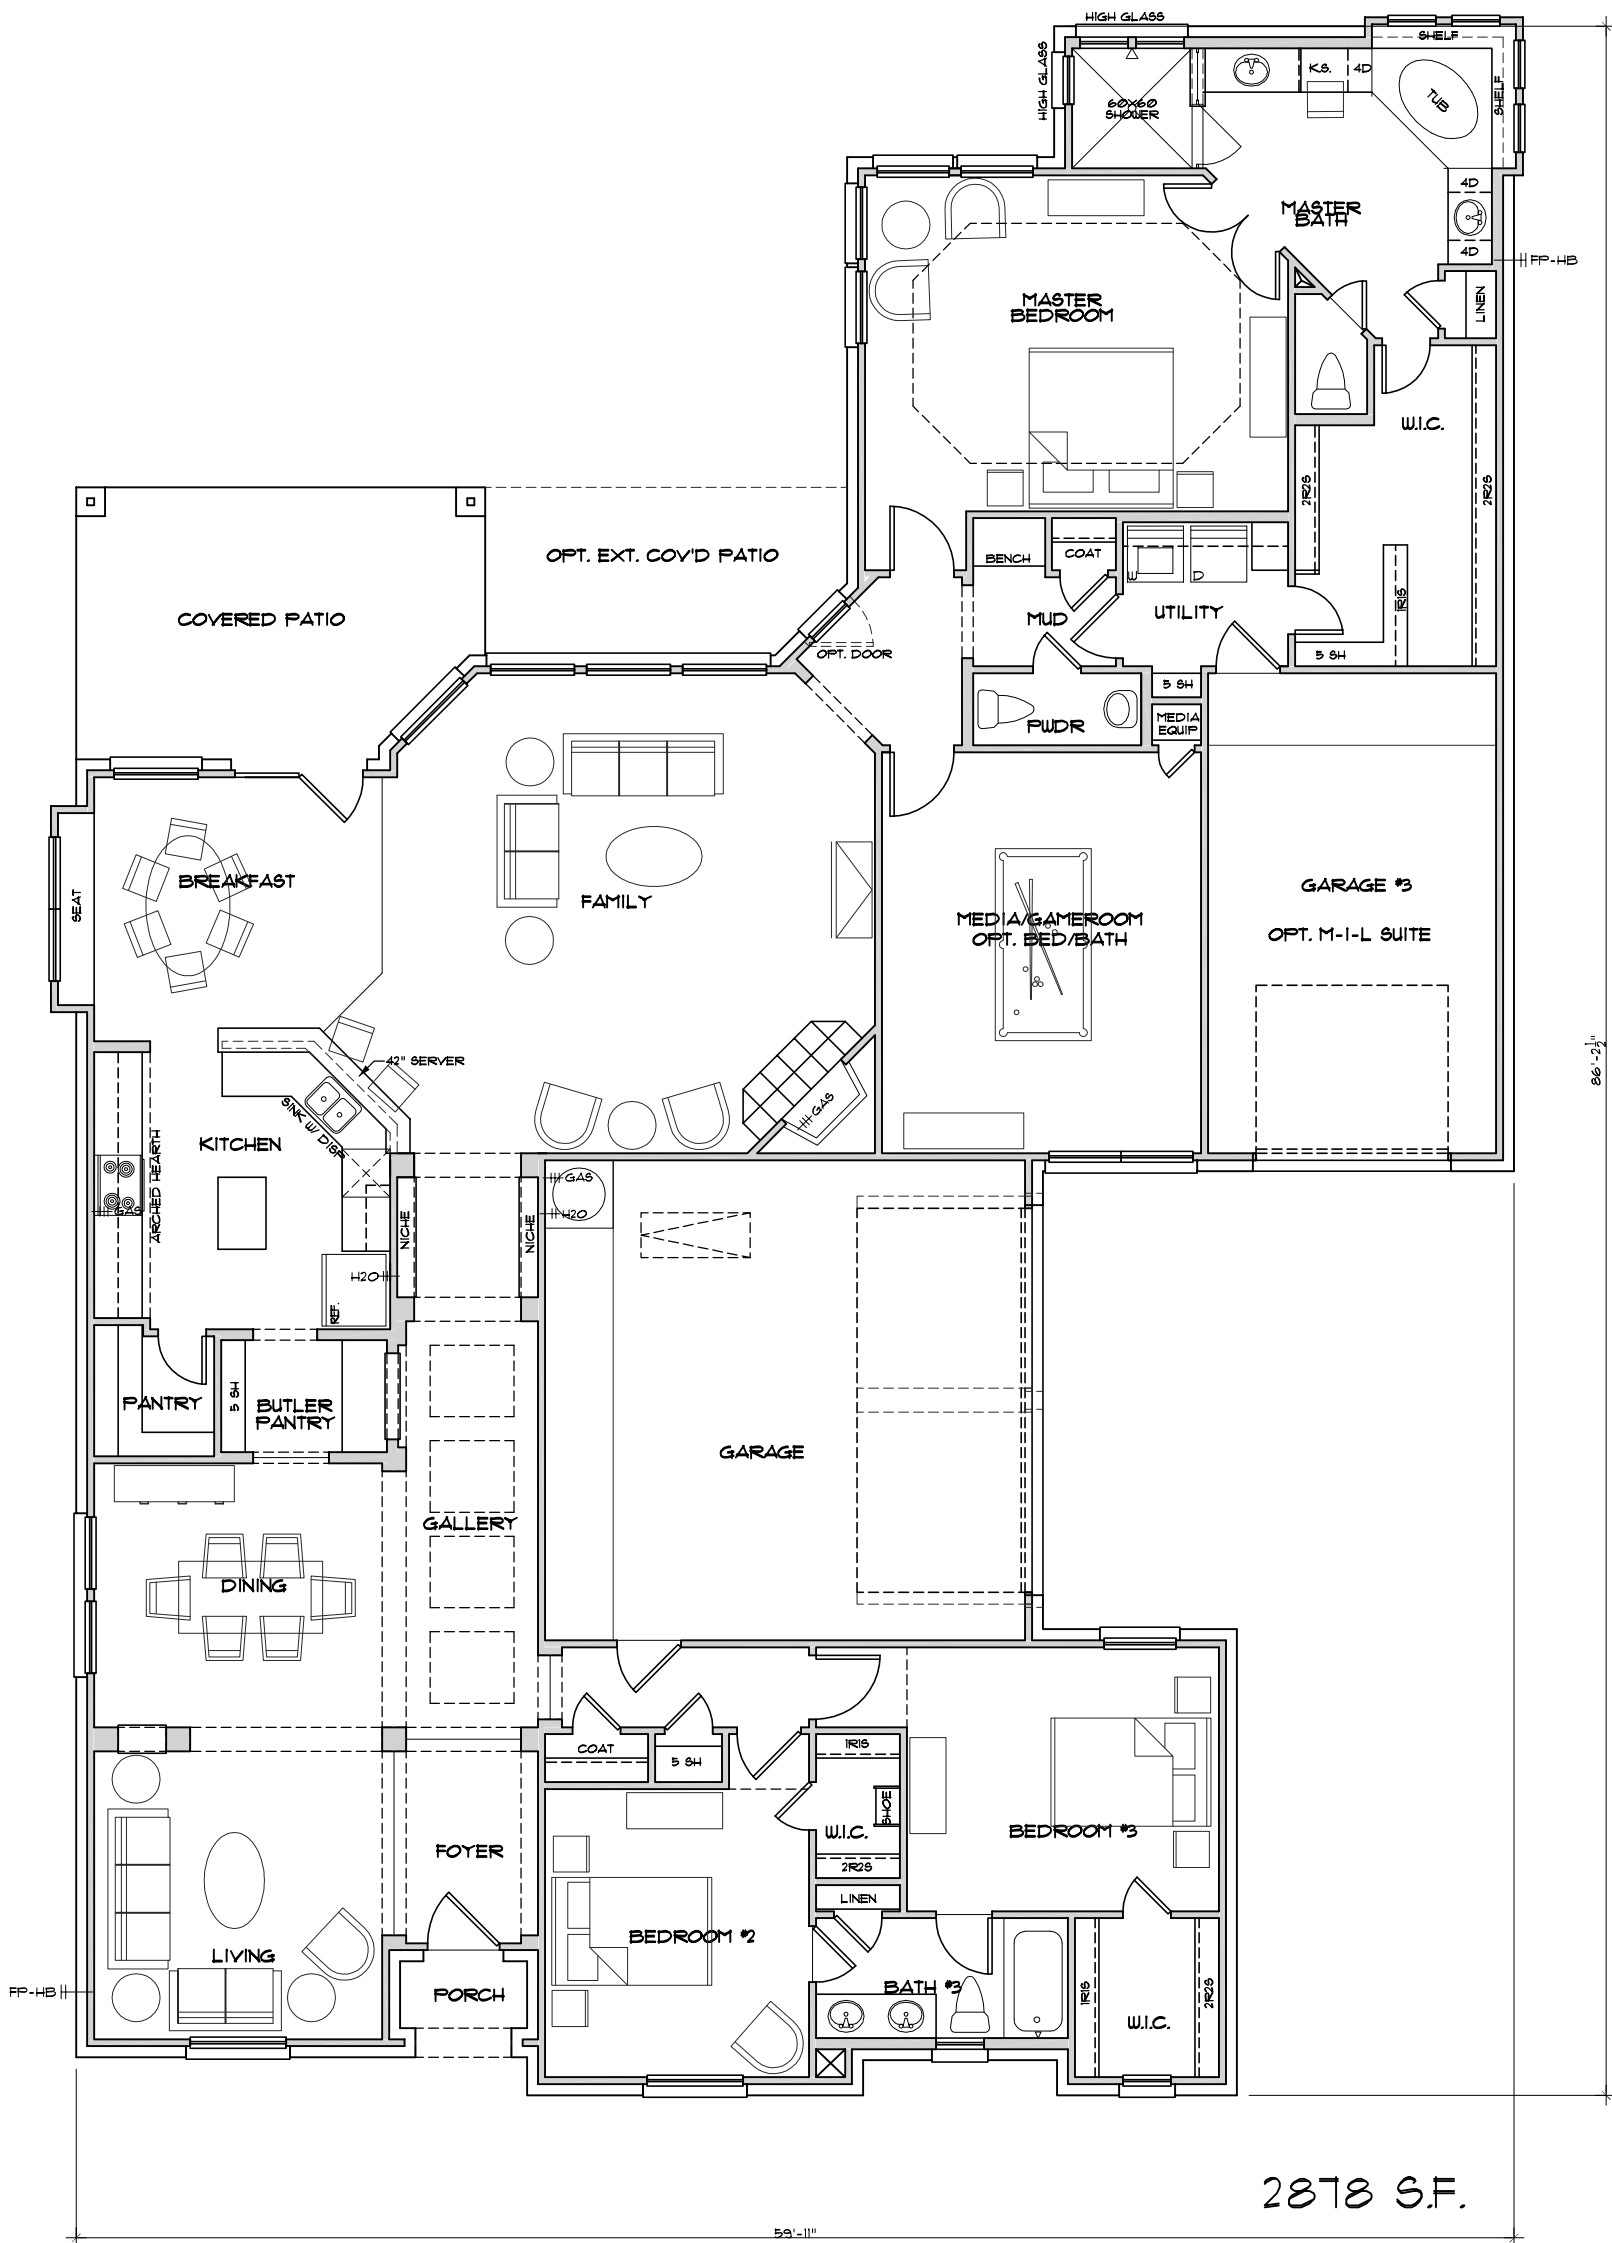 HIGH GLASS
SHELF
HIGH GLASS
K.S.
4D
60x60
SHOWER
TUB
SHELF
4D
MASTER
BATH
4D
FP-HB
MASTER
BEDROOM
LINEN
W.I.C.
2R2S
2R2S
OPT. EXT. COV'D PATIO
BENCH
COAT
W
D
COVERED PATIO
MUD
UTILITY
1R1S
OPT. DOOR
5 SH
5 SH
PWDR
MEDIA
EQUIP
BREAKFAST
SEAT
FAMILY
GARAGE #3
MEDIA/GAMEROOM
OPT. BED/BATH
OPT. M-I-L SUITE
42" SERVER
86'-2½"
SINK W/ DISP
GAS
KITCHEN
ARCHED HEARTH
GAS
GAS
H2O
NICHE
NICHE
H2O
REF.
PANTRY
5 SH
BUTLER
PANTRY
GARAGE
GALLERY
DINING
COAT
5 SH
1R1S
SHOE
W.I.C.
BEDROOM #3
FOYER
2R2S
LINEN
BEDROOM #2
LIVING
FP-HB
PORCH
BATH #3
1R1S
2R2S
W.I.C.
2878 S.F.
59'-11"